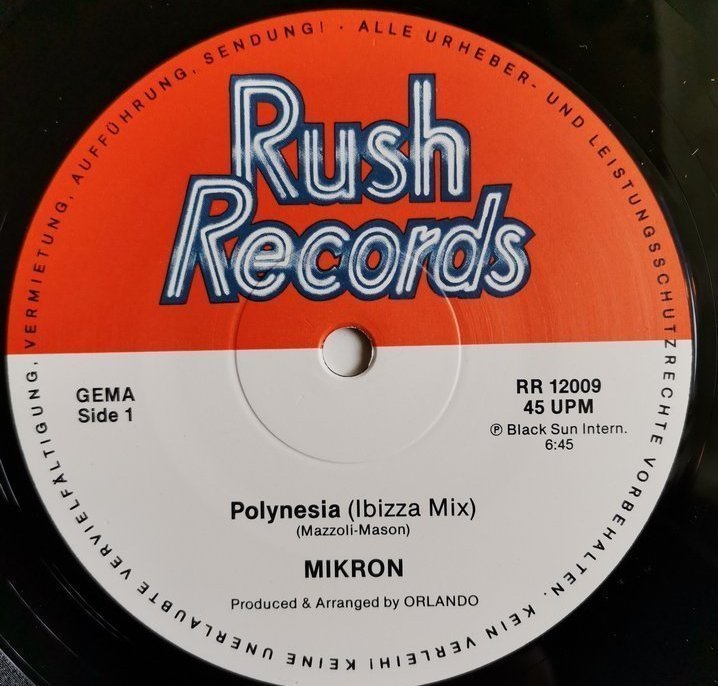 Rush
Records
GEMA
Side 1
RR 12009
45 UPM
℗ Black Sun Intern.
6:45
Polynesia (Ibizza Mix)
(Mazzoli-Mason)
MIKRON
Produced & Arranged by ORLANDO
ALLE URHEBER- UND LEISTUNGSSCHUTZRECHTE VORBEHALTEN. KEIN VERLEIH! KEINE UNERLAUBTE VERVIELFÄLTIGUNG, VERMIETUNG, AUFFÜHRUNG, SENDUNG! ·